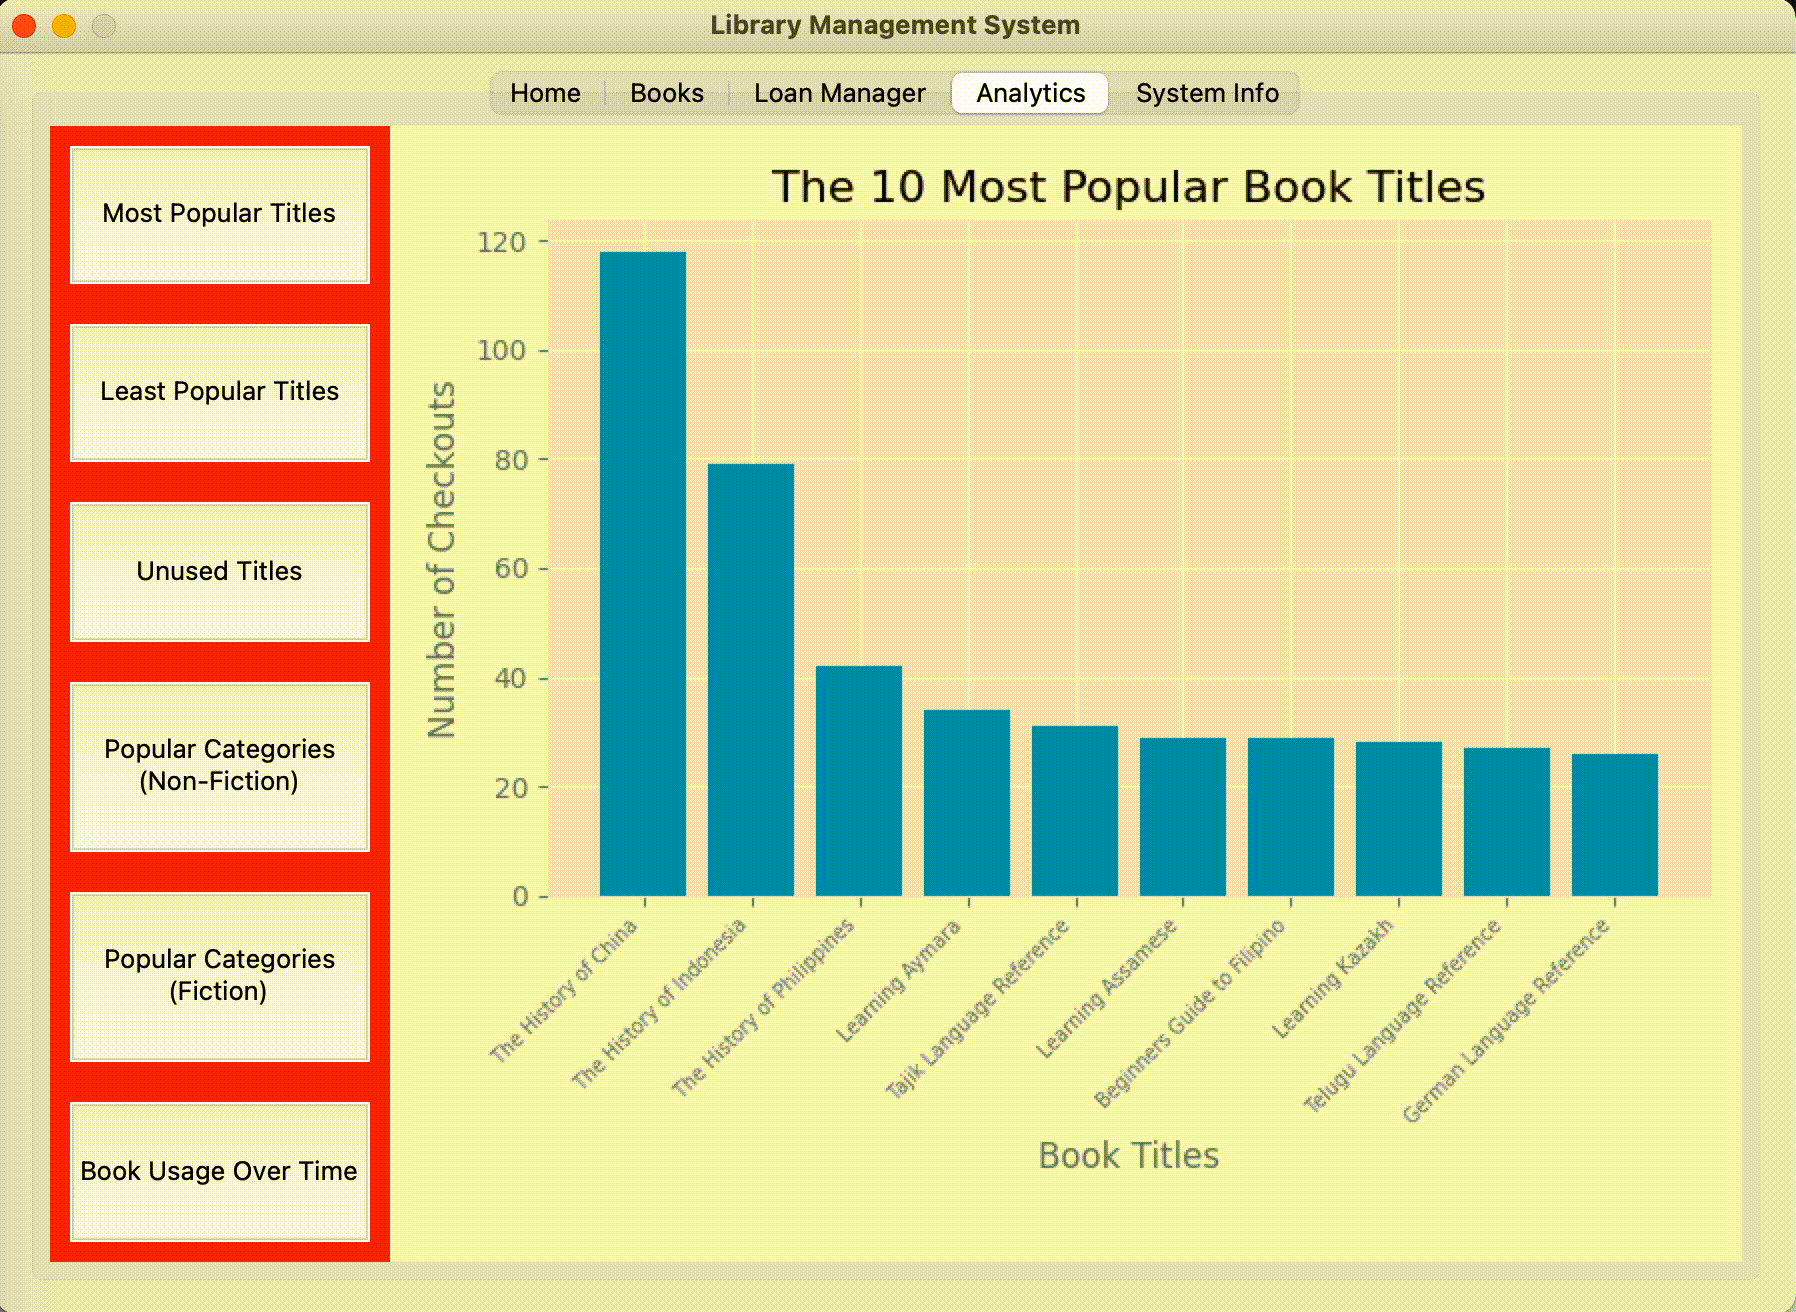 Library Management System
Home
Books
Loan Manager
Analytics
System Info
Most Popular Titles
Least Popular Titles
Unused Titles
Popular Categories
(Non-Fiction)
Popular Categories
(Fiction)
Book Usage Over Time
The 10 Most Popular Book Titles
Number of Checkouts
120
100
80
60
40
20
0
The History of China
The History of Indonesia
The History of Philippines
Learning Aymara
Tajik Language Reference
Learning Assamese
Beginners Guide to Filipino
Learning Kazakh
Telugu Language Reference
German Language Reference
Book Titles